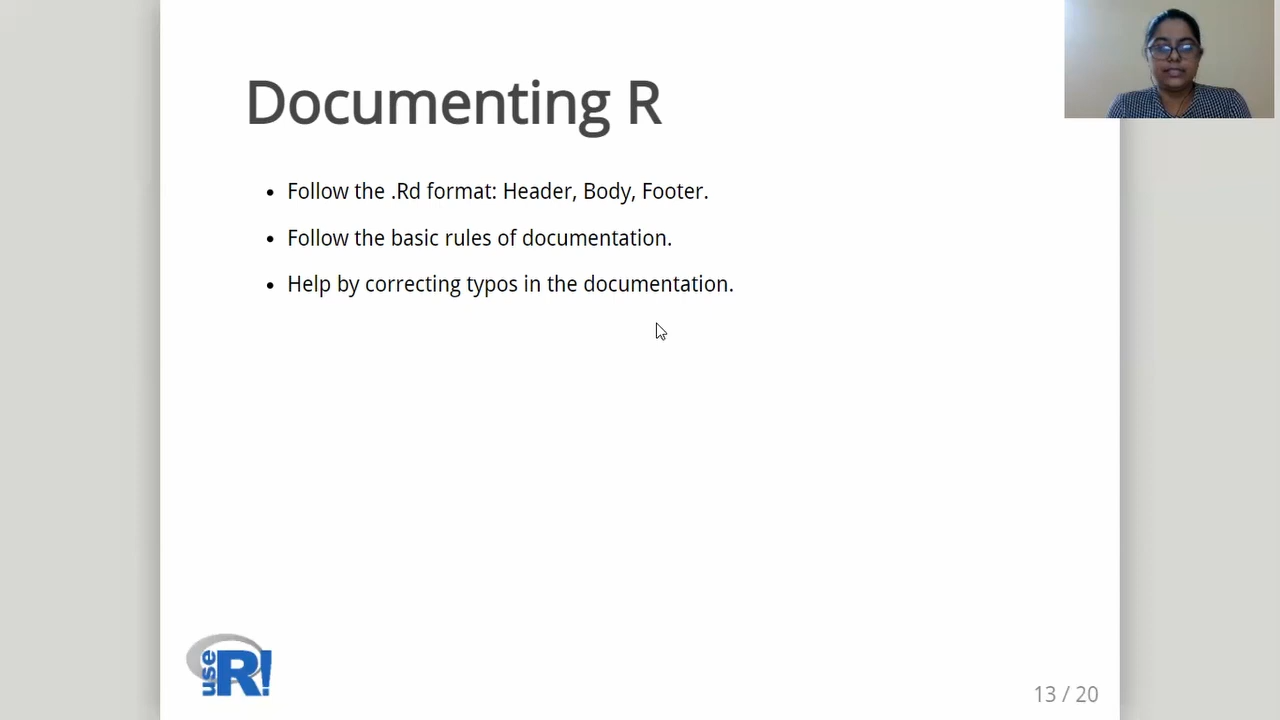 Documenting R
• Follow the .Rd format: Header, Body, Footer.
• Follow the basic rules of documentation.
• Help by correcting typos in the documentation.
use R!
13 / 20